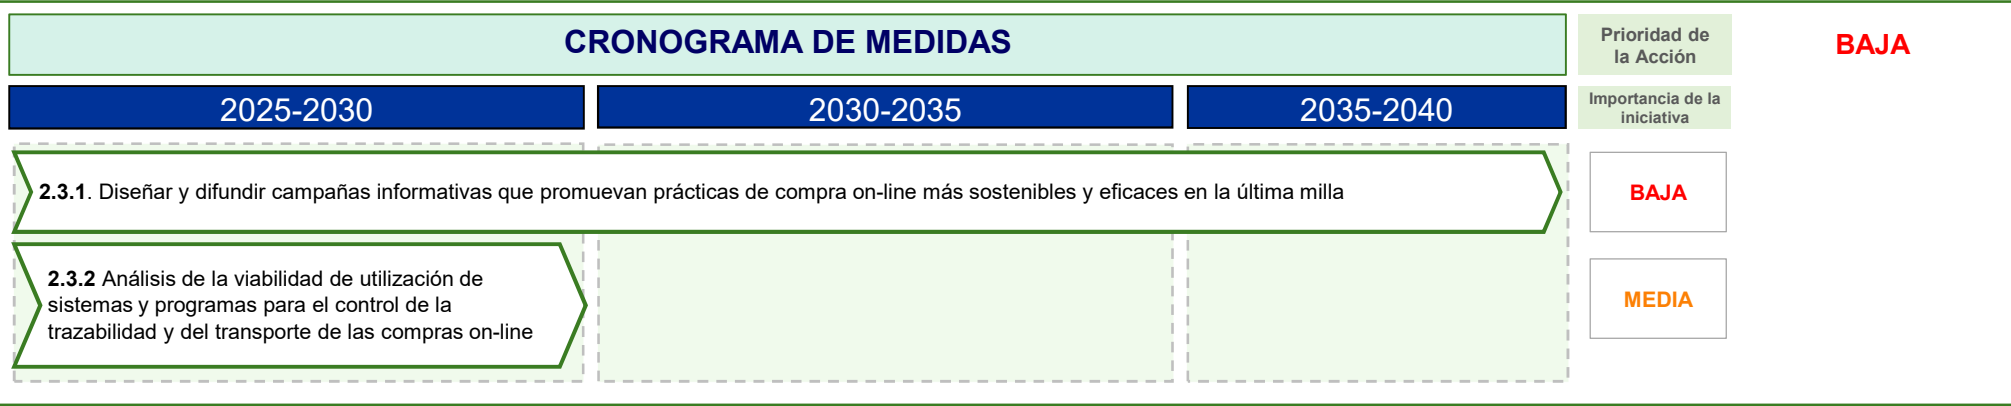 CRONOGRAMA DE MEDIDAS
Prioridad de
la Acción
BAJA
2025-2030
2030-2035
2035-2040
Importancia de la
iniciativa
2.3.1. Diseñar y difundir campañas informativas que promuevan prácticas de compra on-line más sostenibles y eficaces en la última milla
BAJA
2.3.2 Análisis de la viabilidad de utilización de
sistemas y programas para el control de la
trazabilidad y del transporte de las compras on-line
MEDIA